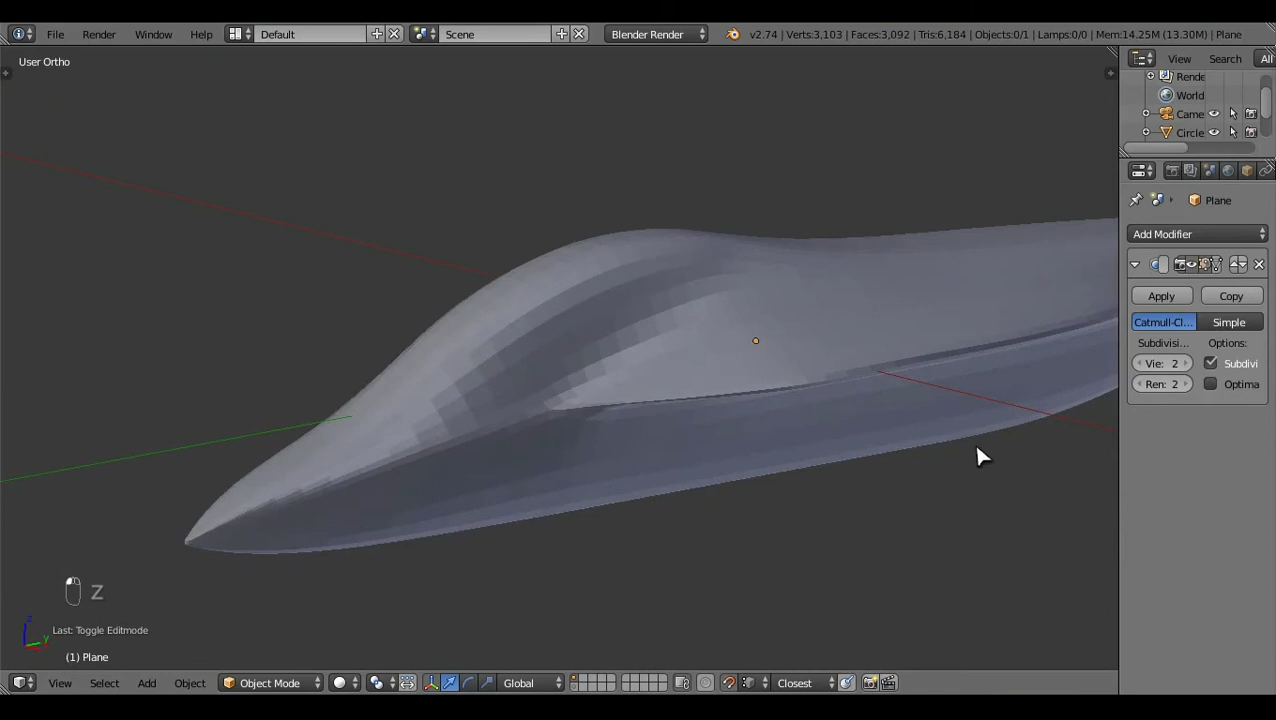 File Render Window Help Default Scene Blender Render v2.74 | Verts:3,103 | Faces:3,092 | Tris:6,184 | Objects:0/1 | Lamps:0/0 | Mem:14.25M (13.30M) | Plane
User Ortho
View Search All
Rende
World
Came
Circle
Plane
Add Modifier
Apply Copy
Catmull-Cl... Simple
Subdivisi... Options:
Vie: 2 Subdivi
Ren: 2 Optima
Z
Last: Toggle Editmode
z
y
(1) Plane
View Select Add Object Object Mode Global Closest